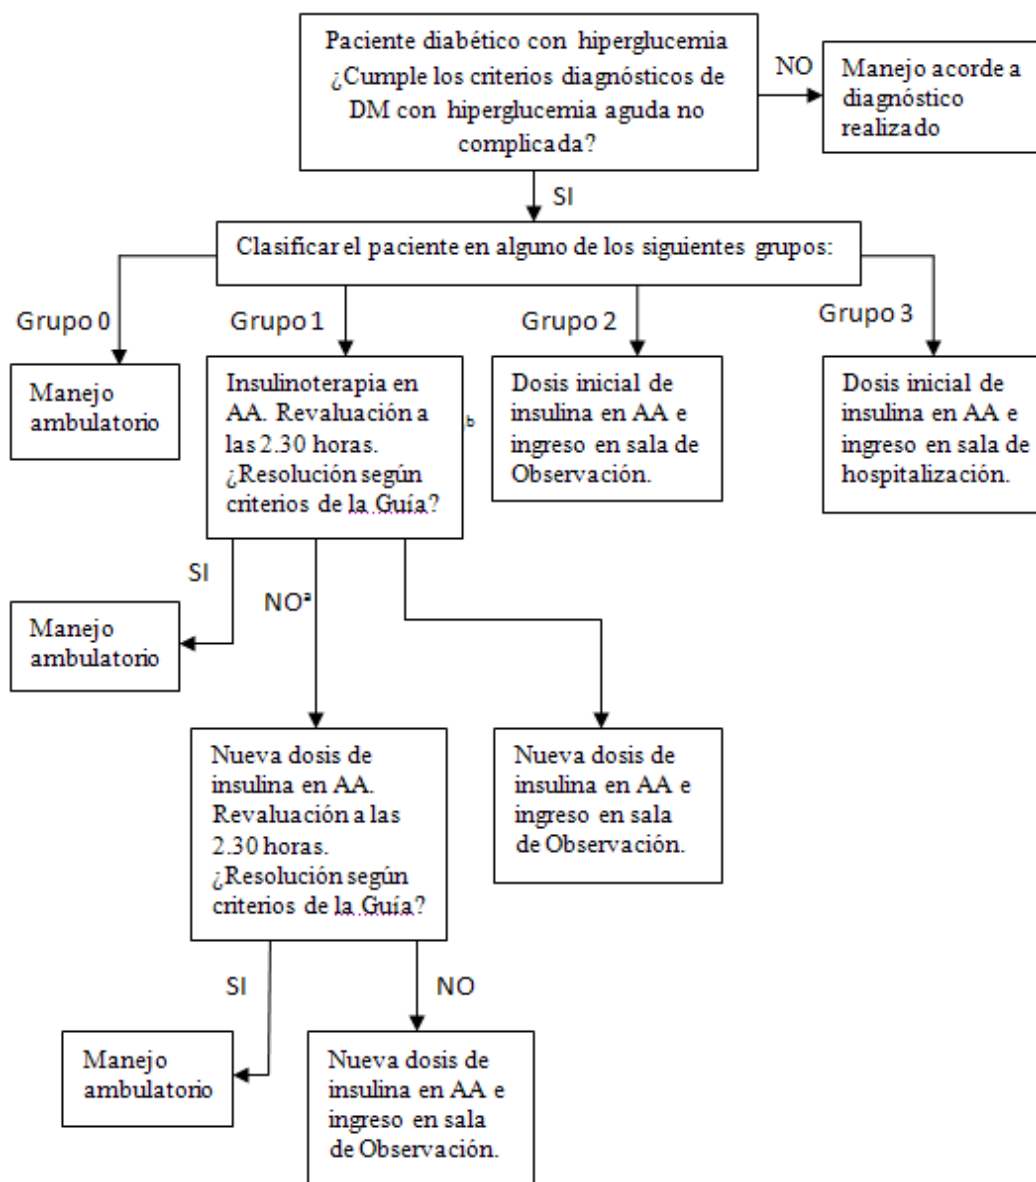 Paciente diabético con hiperglucemia
¿Cumple los criterios diagnósticos de
DM con hiperglucemia aguda no
complicada?
NO
Manejo acorde a
diagnóstico
realizado
SI
Clasificar el paciente en alguno de los siguientes grupos:
Grupo 0
Grupo 1
Grupo 2
Grupo 3
Manejo
ambulatorio
Insulinoterapia en
AA. Revaluación a
las 2.30 horas.
¿Resolución según
criterios de la Guía?
b
Dosis inicial de
insulina en AA e
ingreso en sala de
Observación.
Dosis inicial de
insulina en AA e
ingreso en sala de
hospitalización.
SI
NOª
Manejo
ambulatorio
Nueva dosis de
insulina en AA.
Revaluación a las
2.30 horas.
¿Resolución según
criterios de la Guía?
Nueva dosis de
insulina en AA e
ingreso en sala
de Observación.
SI
NO
Manejo
ambulatorio
Nueva dosis de
insulina en AA e
ingreso en sala
de Observación.